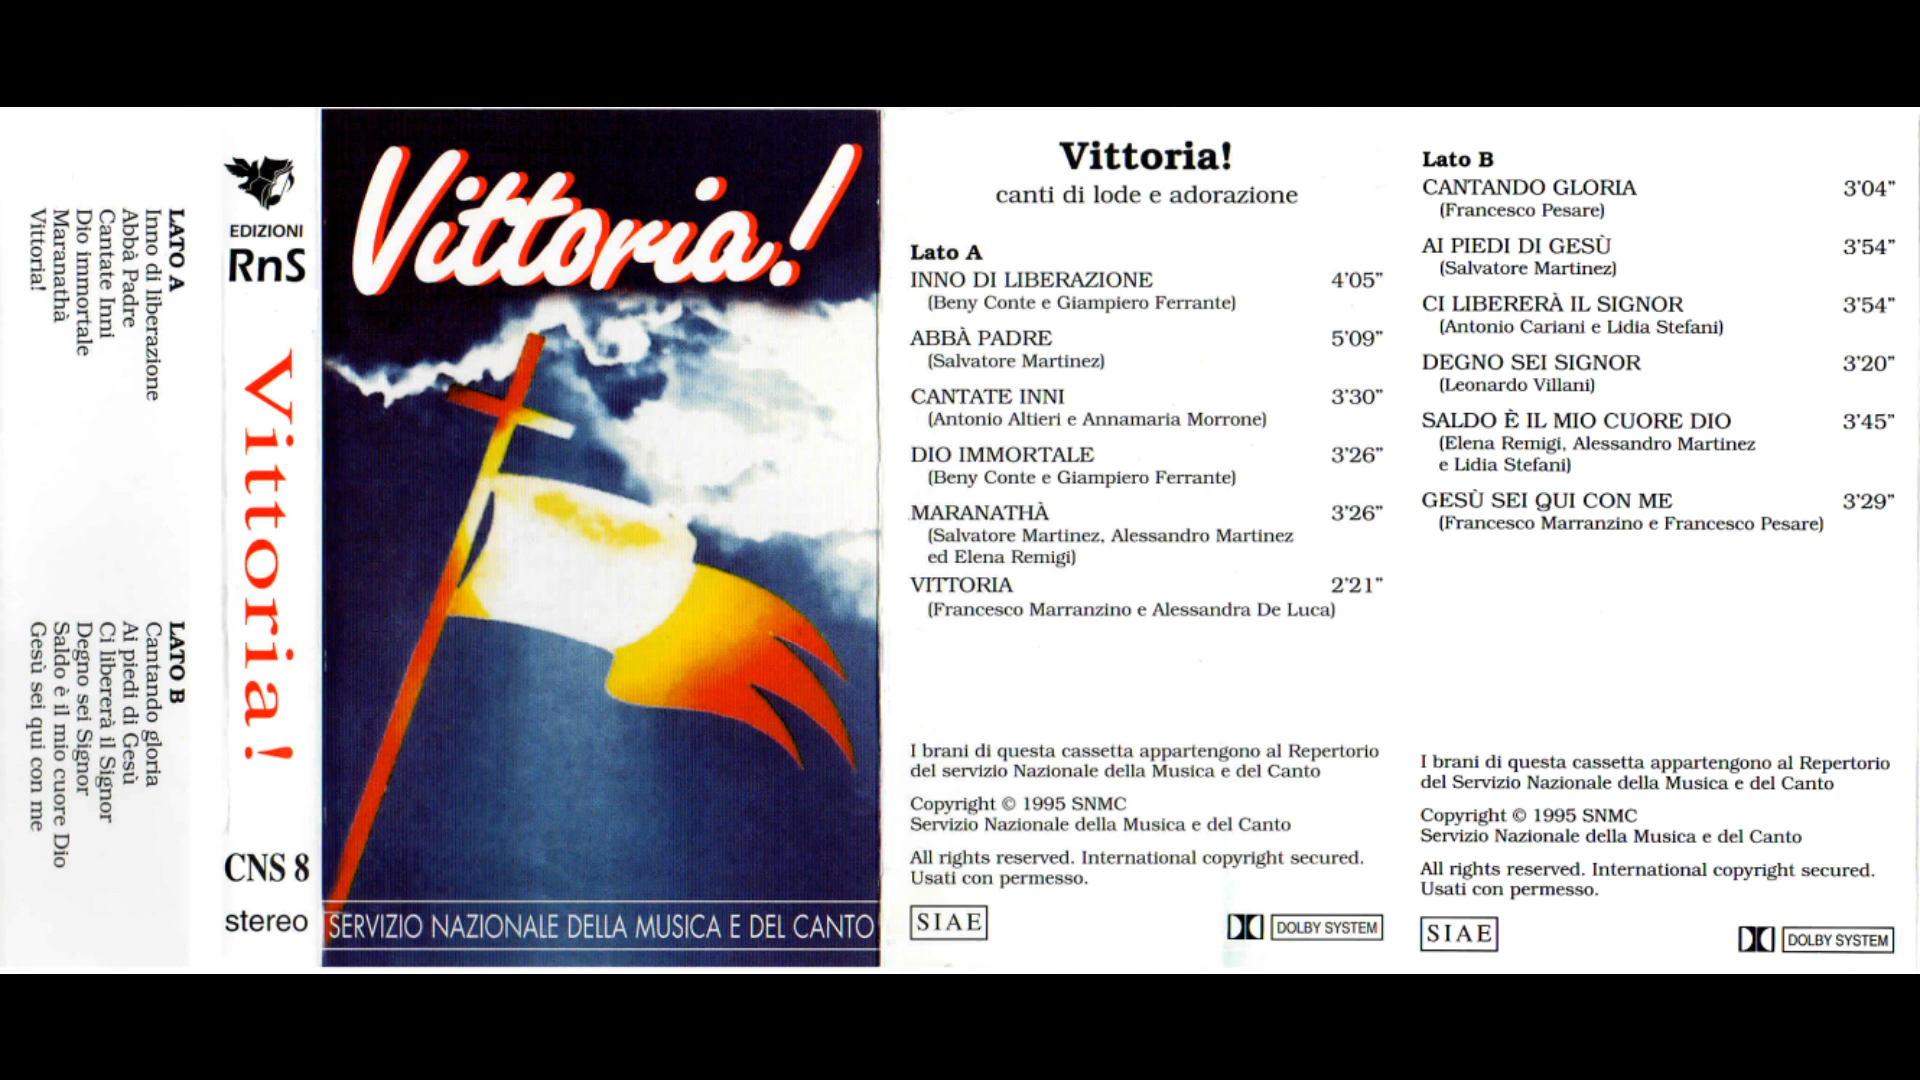 LATO A
Inno di liberazione
Abbà Padre
Cantate Inni
Dio immortale
Maranathà
Vittoria!
LATO B
Cantando gloria
Ai piedi di Gesù
Ci libererà il Signor
Degno sei Signor
Saldo è il mio cuore Dio
Gesù sei qui con me
EDIZIONI
RnS
Vittoria!
CNS 8
stereo
Vittoria!
SERVIZIO NAZIONALE DELLA MUSICA E DEL CANTO
Vittoria!
canti di lode e adorazione
Lato A
INNO DI LIBERAZIONE 4'05"
(Beny Conte e Giampiero Ferrante)
ABBÀ PADRE 5'09"
(Salvatore Martinez)
CANTATE INNI 3'30"
(Antonio Altieri e Annamaria Morrone)
DIO IMMORTALE 3'26"
(Beny Conte e Giampiero Ferrante)
MARANATHÀ 3'26"
(Salvatore Martinez, Alessandro Martinez
ed Elena Remigi)
VITTORIA 2'21"
(Francesco Marranzino e Alessandra De Luca)
I brani di questa cassetta appartengono al Repertorio
del servizio Nazionale della Musica e del Canto
Copyright © 1995 SNMC
Servizio Nazionale della Musica e del Canto
All rights reserved. International copyright secured.
Usati con permesso.
SIAE
DOLBY SYSTEM
Lato B
CANTANDO GLORIA 3'04"
(Francesco Pesare)
AI PIEDI DI GESÙ 3'54"
(Salvatore Martinez)
CI LIBERERÀ IL SIGNOR 3'54"
(Antonio Cariani e Lidia Stefani)
DEGNO SEI SIGNOR 3'20"
(Leonardo Villani)
SALDO È IL MIO CUORE DIO 3'45"
(Elena Remigi, Alessandro Martinez
e Lidia Stefani)
GESÙ SEI QUI CON ME 3'29"
(Francesco Marranzino e Francesco Pesare)
I brani di questa cassetta appartengono al Repertorio
del Servizio Nazionale della Musica e del Canto
Copyright © 1995 SNMC
Servizio Nazionale della Musica e del Canto
All rights reserved. International copyright secured.
Usati con permesso.
SIAE
DOLBY SYSTEM